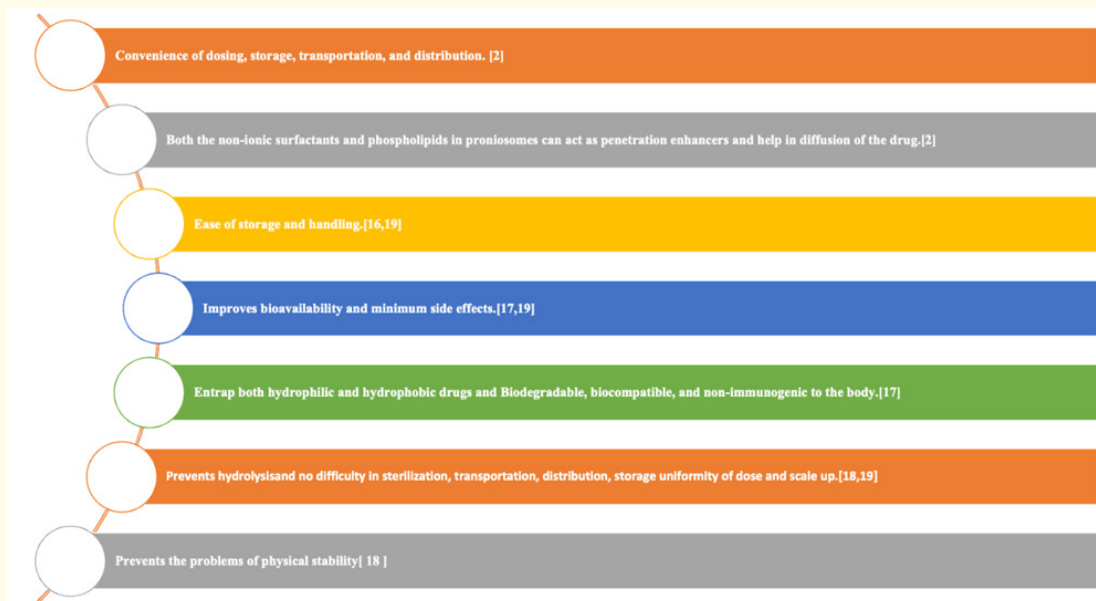 Convenience of dosing, storage, transportation, and distribution. [2]
Both the non-ionic surfactants and phospholipids in proniosomes can act as penetration enhancers and help in diffusion of the drug.[2]
Ease of storage and handling.[16,19]
Improves bioavailability and minimum side effects.[17,19]
Entrap both hydrophilic and hydrophobic drugs and Biodegradable, biocompatible, and non-immunogenic to the body.[17]
Prevents hydrolysisand no difficulty in sterilization, transportation, distribution, storage uniformity of dose and scale up.[18,19]
Prevents the problems of physical stability[ 18 ]